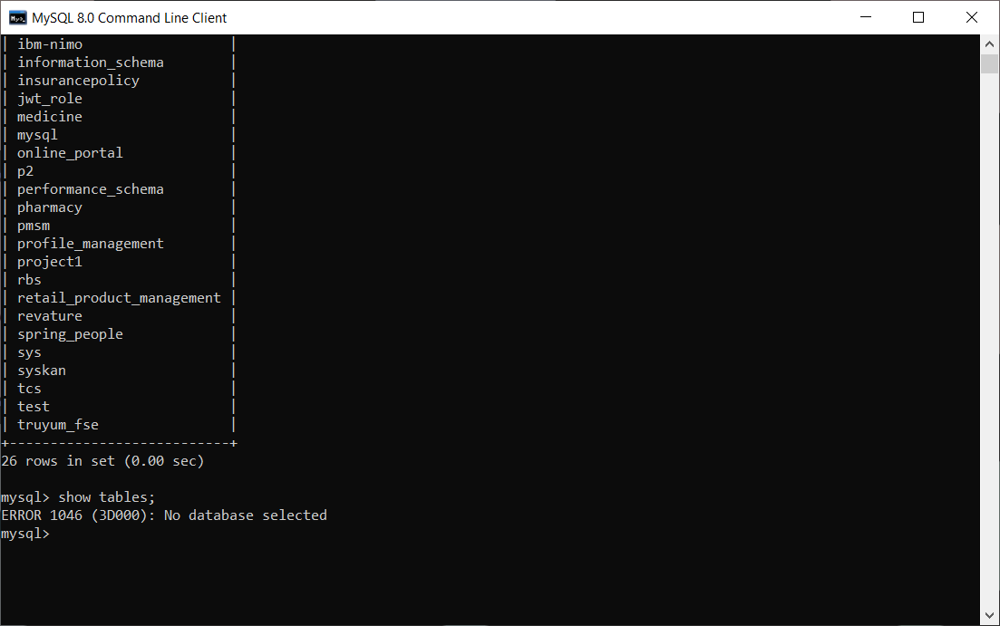 MySQL 8.0 Command Line Client
| ibm-nimo                 |
| information_schema       |
| insurancepolicy          |
| jwt_role                 |
| medicine                 |
| mysql                    |
| online_portal            |
| p2                       |
| performance_schema       |
| pharmacy                 |
| pmsm                     |
| profile_management       |
| project1                 |
| rbs                      |
| retail_product_management |
| revature                 |
| spring_people            |
| sys                      |
| syskan                   |
| tcs                      |
| test                     |
| truyum_fse               |
+---------------------------+
26 rows in set (0.00 sec)
mysql> show tables;
ERROR 1046 (3D000): No database selected
mysql>